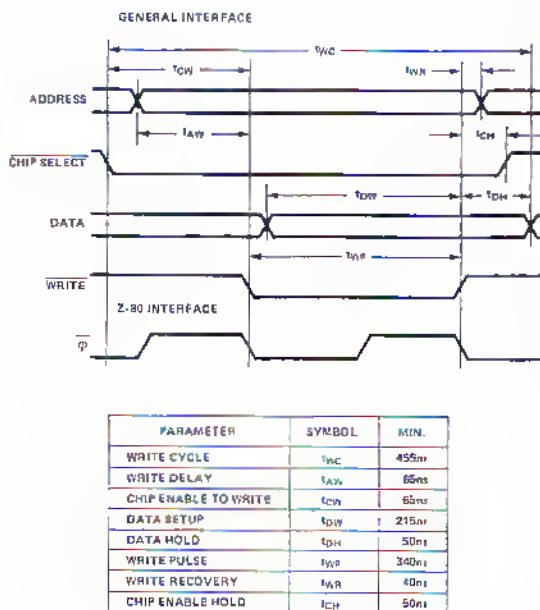 GENERAL INTERFACE
tWC
tCW
tWR
ADDRESS
tAW
tCH
CHIP SELECT
tDW
tDH
DATA
tWP
WRITE
Z-80 INTERFACE
φ
PARAMETER SYMBOL MIN.
WRITE CYCLE tWC 455ns
WRITE DELAY tAW 65ns
CHIP ENABLE TO WRITE tCW 65ns
DATA SETUP tDW 215ns
DATA HOLD tDH 50ns
WRITE PULSE tWP 340ns
WRITE RECOVERY tWR 40ns
CHIP ENABLE HOLD tCH 50ns